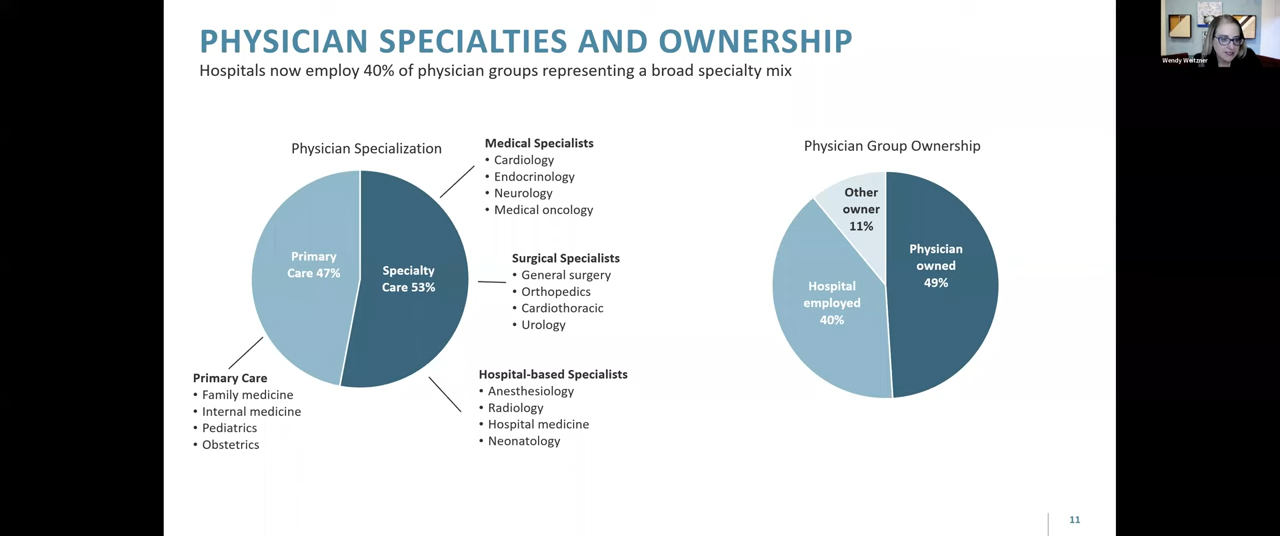 PHYSICIAN SPECIALTIES AND OWNERSHIP
Hospitals now employ 40% of physician groups representing a broad specialty mix
Physician Specialization
Primary
Care 47%
Specialty
Care 53%
Medical Specialists
• Cardiology
• Endocrinology
• Neurology
• Medical oncology
Surgical Specialists
• General surgery
• Orthopedics
• Cardiothoracic
• Urology
Hospital-based Specialists
• Anesthesiology
• Radiology
• Hospital medicine
• Neonatology
Primary Care
• Family medicine
• Internal medicine
• Pediatrics
• Obstetrics
Physician Group Ownership
Other
owner
11%
Physician
owned
49%
Hospital
employed
40%
11
Wendy Weitzner